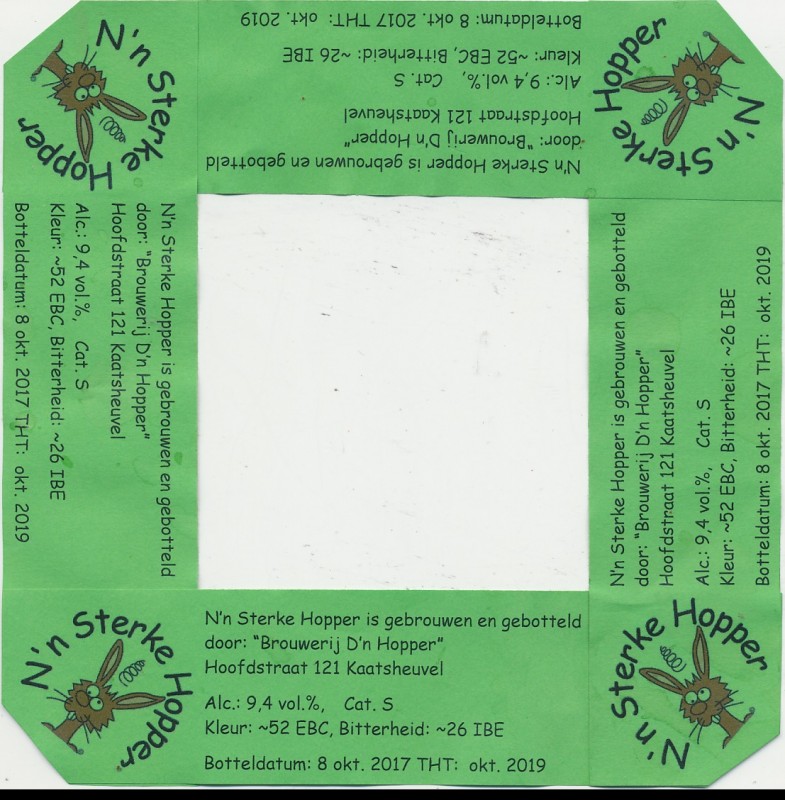 N'n Sterke Hopper
N'n Sterke Hopper is gebrouwen en gebotteld
door: "Brouwerij D'n Hopper"
Hoofdstraat 121 Kaatsheuvel
Alc.: 9,4 vol.%, Cat. S
Kleur: ~52 EBC, Bitterheid: ~26 IBE
Botteldatum: 8 okt. 2017 THT: okt. 2019
N'n Sterke Hopper
N'n Sterke Hopper is gebrouwen en gebotteld
door: "Brouwerij D'n Hopper"
Hoofdstraat 121 Kaatsheuvel
Alc.: 9,4 vol.%, Cat. S
Kleur: ~52 EBC, Bitterheid: ~26 IBE
Botteldatum: 8 okt. 2017 THT: okt. 2019
N'n Sterke Hopper is gebrouwen en gebotteld
door: "Brouwerij D'n Hopper"
Hoofdstraat 121 Kaatsheuvel
Alc.: 9,4 vol.%, Cat. S
Kleur: ~52 EBC, Bitterheid: ~26 IBE
Botteldatum: 8 okt. 2017 THT: okt. 2019
N'n Sterke Hopper
N'n Sterke Hopper is gebrouwen en gebotteld
door: "Brouwerij D'n Hopper"
Hoofdstraat 121 Kaatsheuvel
Alc.: 9,4 vol.%, Cat. S
Kleur: ~52 EBC, Bitterheid: ~26 IBE
Botteldatum: 8 okt. 2017 THT: okt. 2019
N'n Sterke Hopper